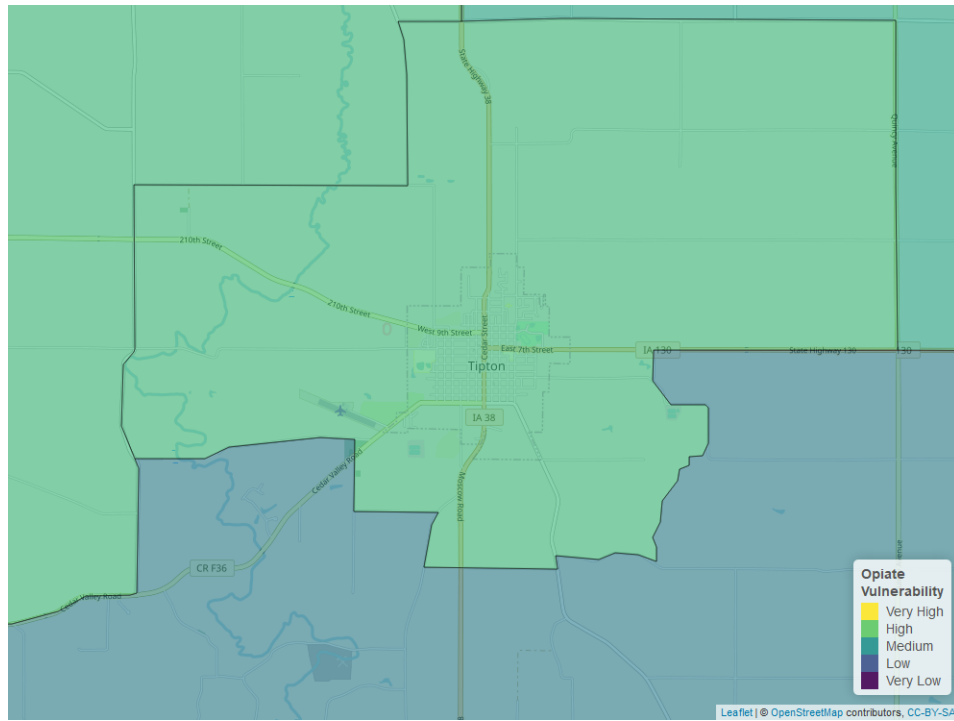 State Highway 38
Quincy Avenue
210th Street
210th Street
West 9th Street
Cedar Street
East 7th Street
IA 130
State Highway 130
130
Tipton
IA 38
Cedar Valley Road
Moscow Road
CR F36
Cedar Valley Road
enue
Opiate
Vulnerability
Very High
High
Medium
Low
Very Low
Leaflet | © OpenStreetMap contributors, CC-BY-SA